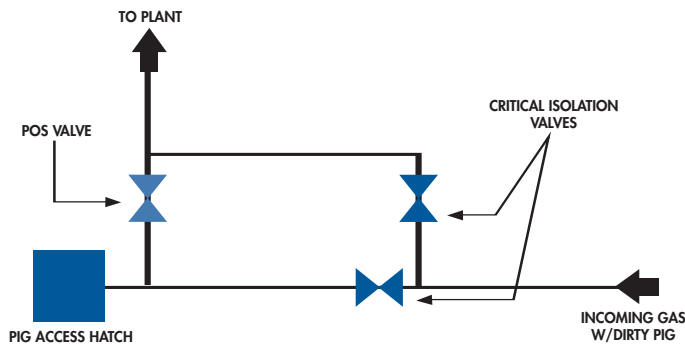 TO PLANT
CRITICAL ISOLATION
VALVES
POS VALVE
PIG ACCESS HATCH
INCOMING GAS
W/DIRTY PIG